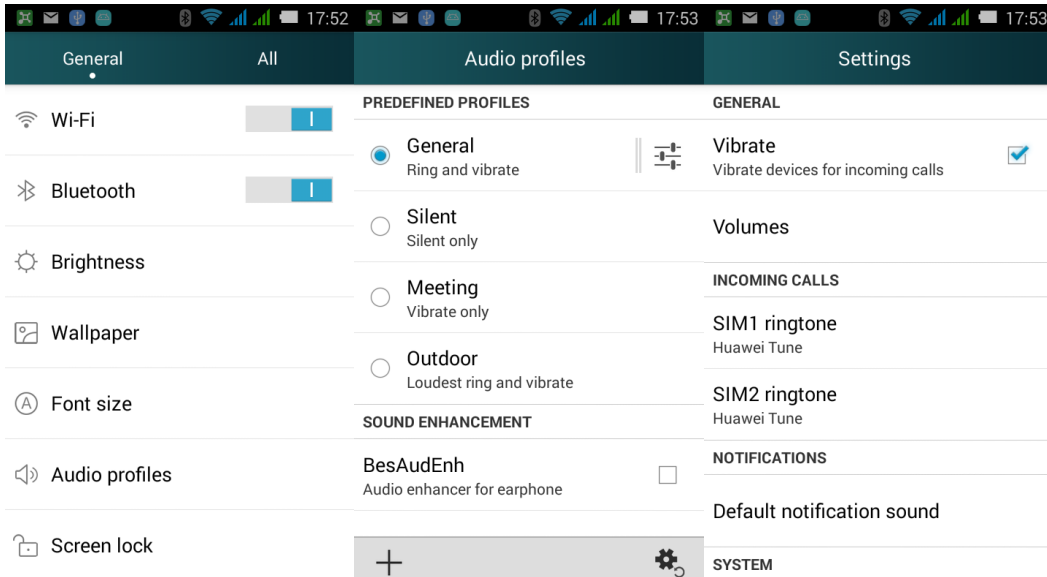 17:52
General
All
Wi-Fi
Bluetooth
Brightness
Wallpaper
Font size
Audio profiles
Screen lock
17:53
Audio profiles
PREDEFINED PROFILES
General
Ring and vibrate
Silent
Silent only
Meeting
Vibrate only
Outdoor
Loudest ring and vibrate
SOUND ENHANCEMENT
BesAudEnh
Audio enhancer for earphone
17:53
Settings
GENERAL
Vibrate
Vibrate devices for incoming calls
Volumes
INCOMING CALLS
SIM1 ringtone
Huawei Tune
SIM2 ringtone
Huawei Tune
NOTIFICATIONS
Default notification sound
SYSTEM